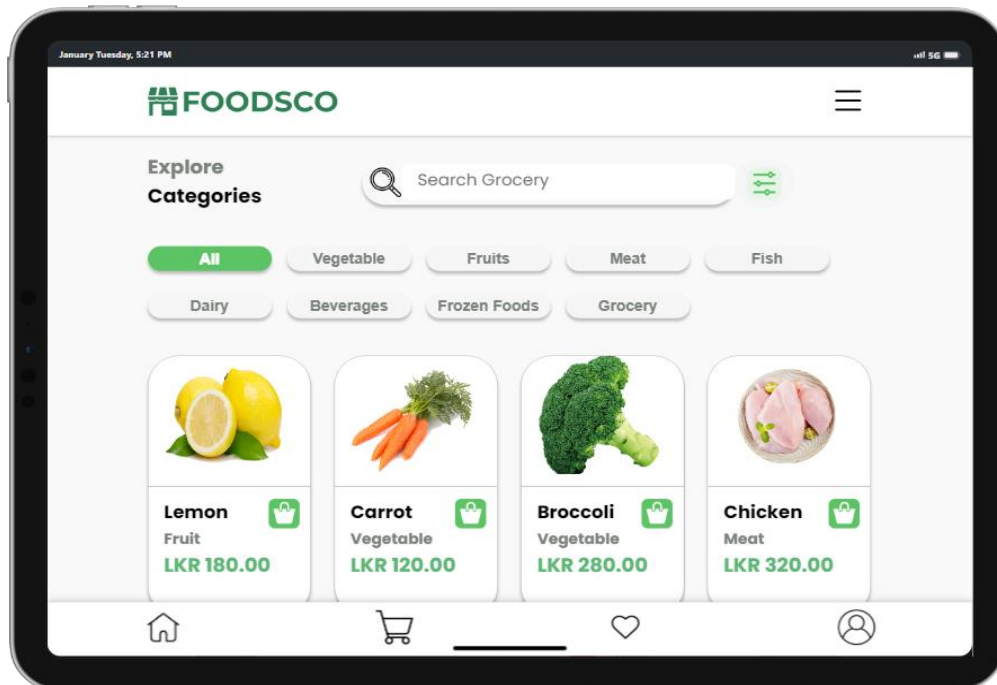 January Tuesday, 5:21 PM
5G
FOODSCO
Explore
Categories
Search Grocery
All
Vegetable
Fruits
Meat
Fish
Dairy
Beverages
Frozen Foods
Grocery
Lemon
Carrot
Broccoli
Chicken
Fruit
Vegetable
Vegetable
Meat
LKR 180.00
LKR 120.00
LKR 280.00
LKR 320.00